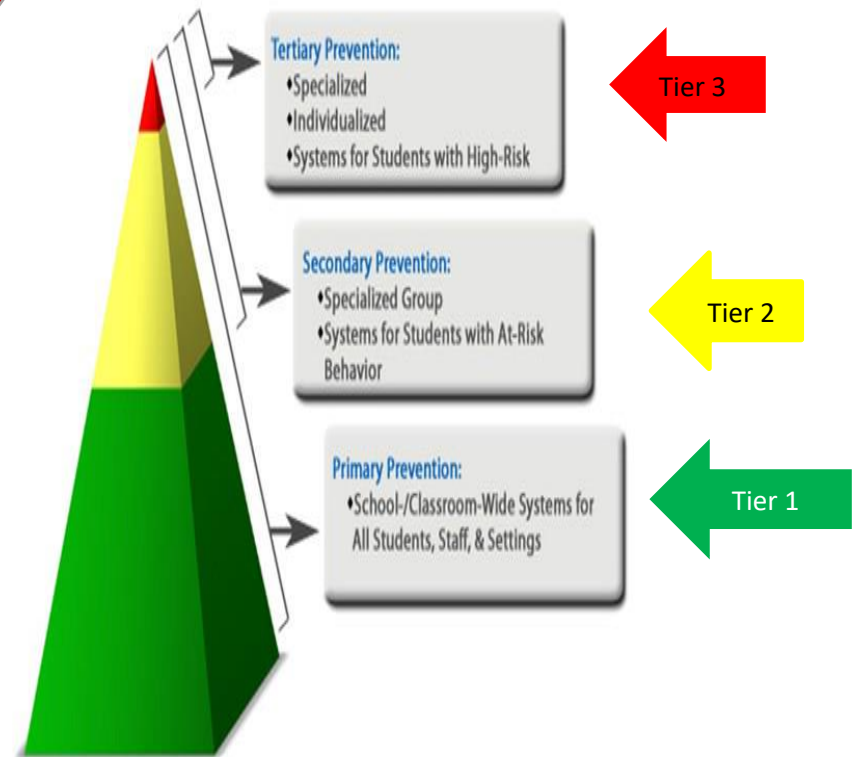 Tertiary Prevention:
♦Specialized
♦Individualized
♦Systems for Students with High-Risk
Tier 3
Secondary Prevention:
♦Specialized Group
♦Systems for Students with At-Risk
Behavior
Tier 2
Primary Prevention:
♦School-/Classroom-Wide Systems for
All Students, Staff, & Settings
Tier 1